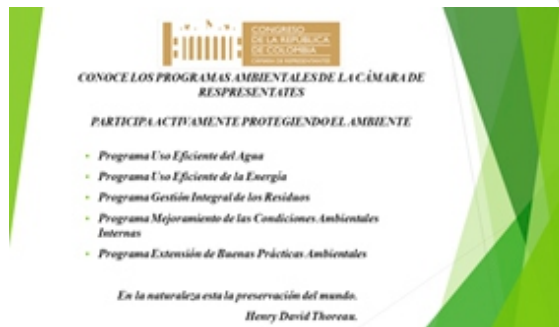 CONGRESO
DE LA REPÚBLICA
DE COLOMBIA
CÁMARA DE REPRESENTANTES
CONOCE LOS PROGRAMAS AMBIENTALES DE LA CÁMARA DE
RESPRESENTATES
PARTICIPA ACTIVAMENTE PROTEGIENDO EL AMBIENTE
• Programa Uso Eficiente del Agua
• Programa Uso Eficiente de la Energía
• Programa Gestión Integral de los Residuos
• Programa Mejoramiento de las Condiciones Ambientales
Internas
• Programa Extensión de Buenas Prácticas Ambientales
En la naturaleza esta la preservación del mundo.
Henry David Thoreau.